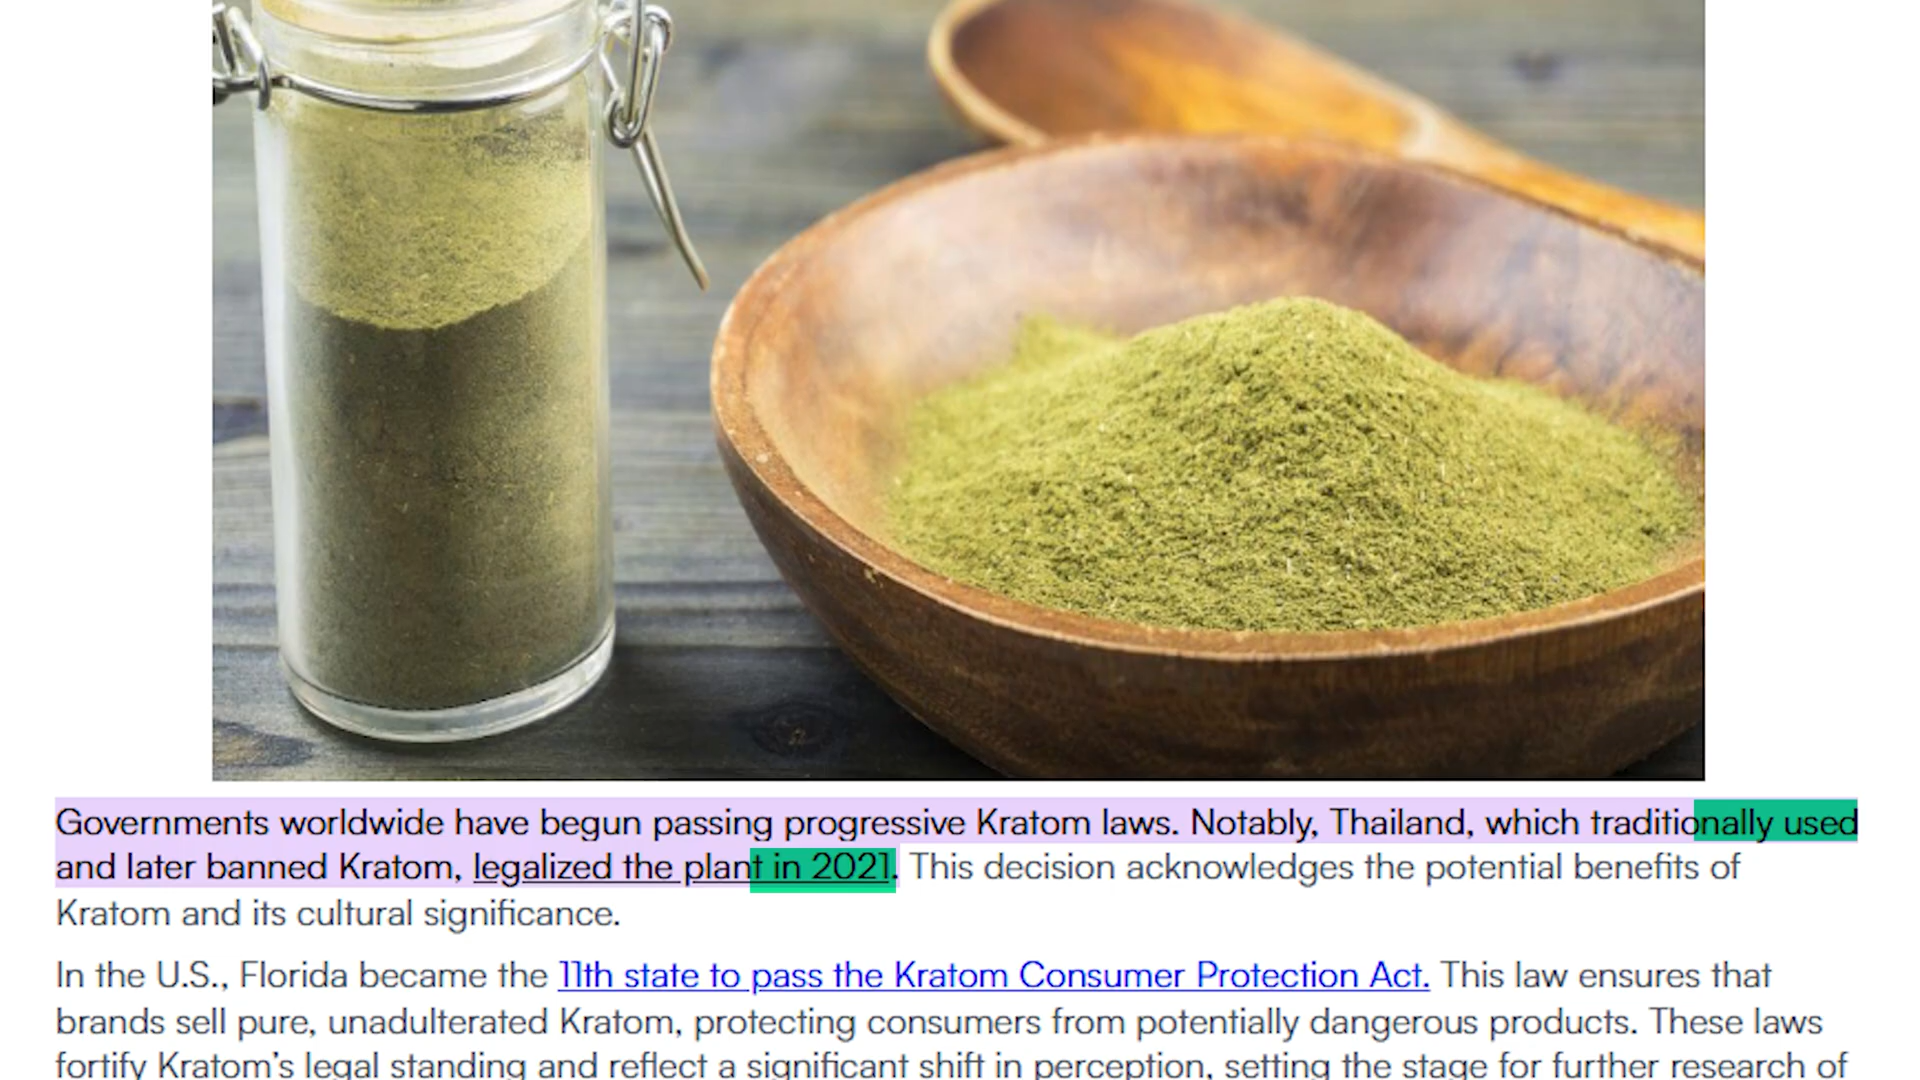 Governments worldwide have begun passing progressive Kratom laws. Notably, Thailand, which traditionally used
and later banned Kratom, legalized the plant in 2021. This decision acknowledges the potential benefits of
Kratom and its cultural significance.
In the U.S., Florida became the 11th state to pass the Kratom Consumer Protection Act. This law ensures that
brands sell pure, unadulterated Kratom, protecting consumers from potentially dangerous products. These laws
fortify Kratom's legal standing and reflect a significant shift in perception, setting the stage for further research of